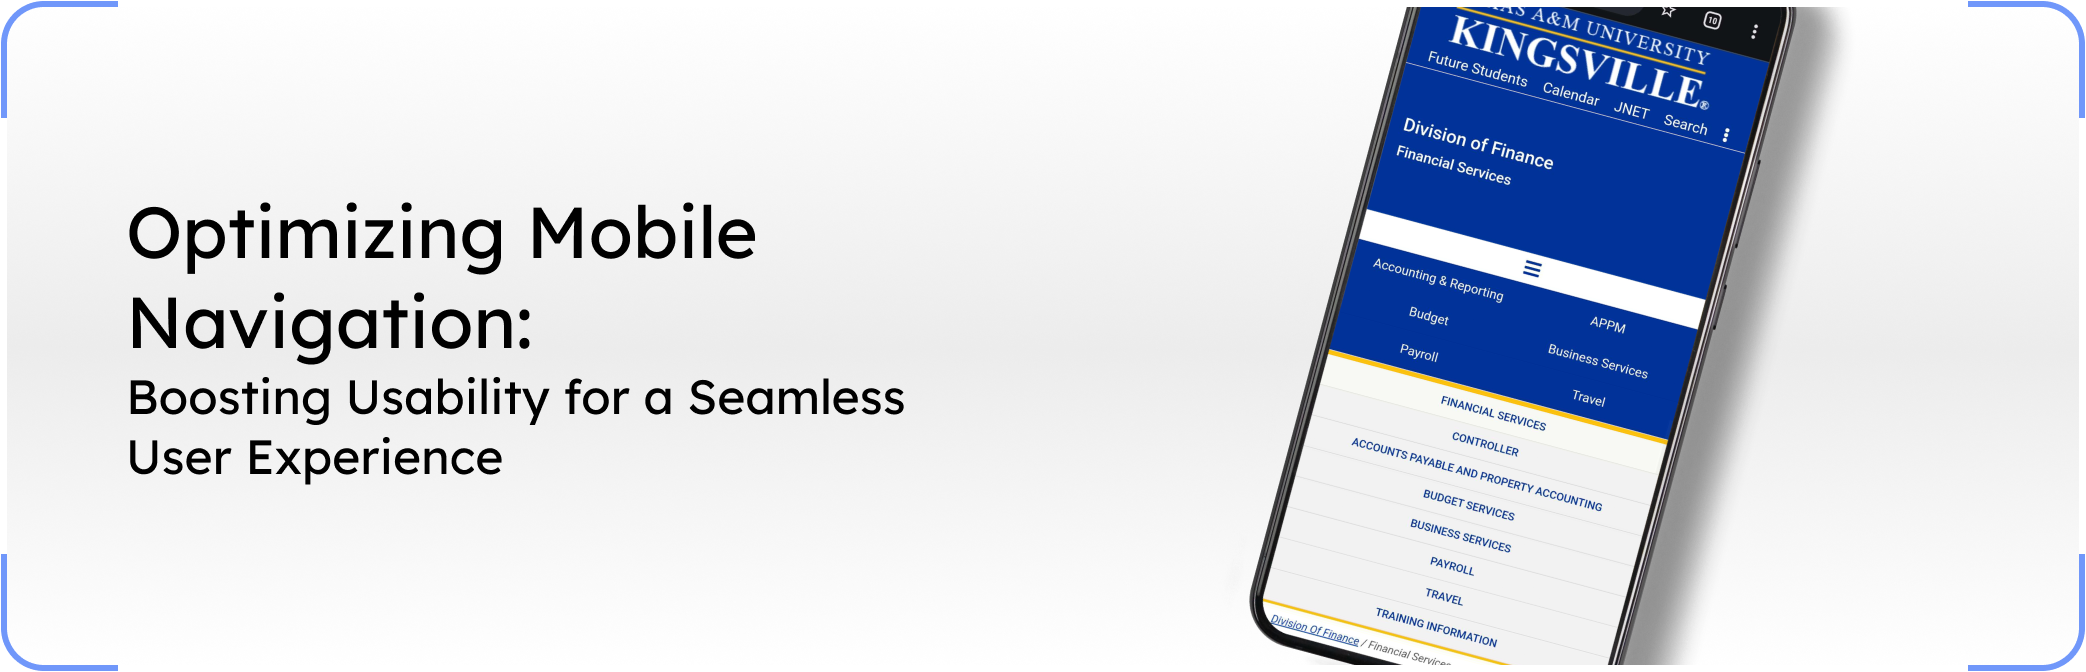 Optimizing Mobile
Navigation:
Boosting Usability for a Seamless
User Experience
10
A&M UNIVERSITY
KINGSVILLE®
Future Students Calendar JNET Search
Division of Finance
Financial Services
Accounting & Reporting APPM
Budget Business Services
Payroll Travel
FINANCIAL SERVICES
CONTROLLER
ACCOUNTS PAYABLE AND PROPERTY ACCOUNTING
BUDGET SERVICES
BUSINESS SERVICES
PAYROLL
TRAVEL
TRAINING INFORMATION
Division Of Finance / Financial Services